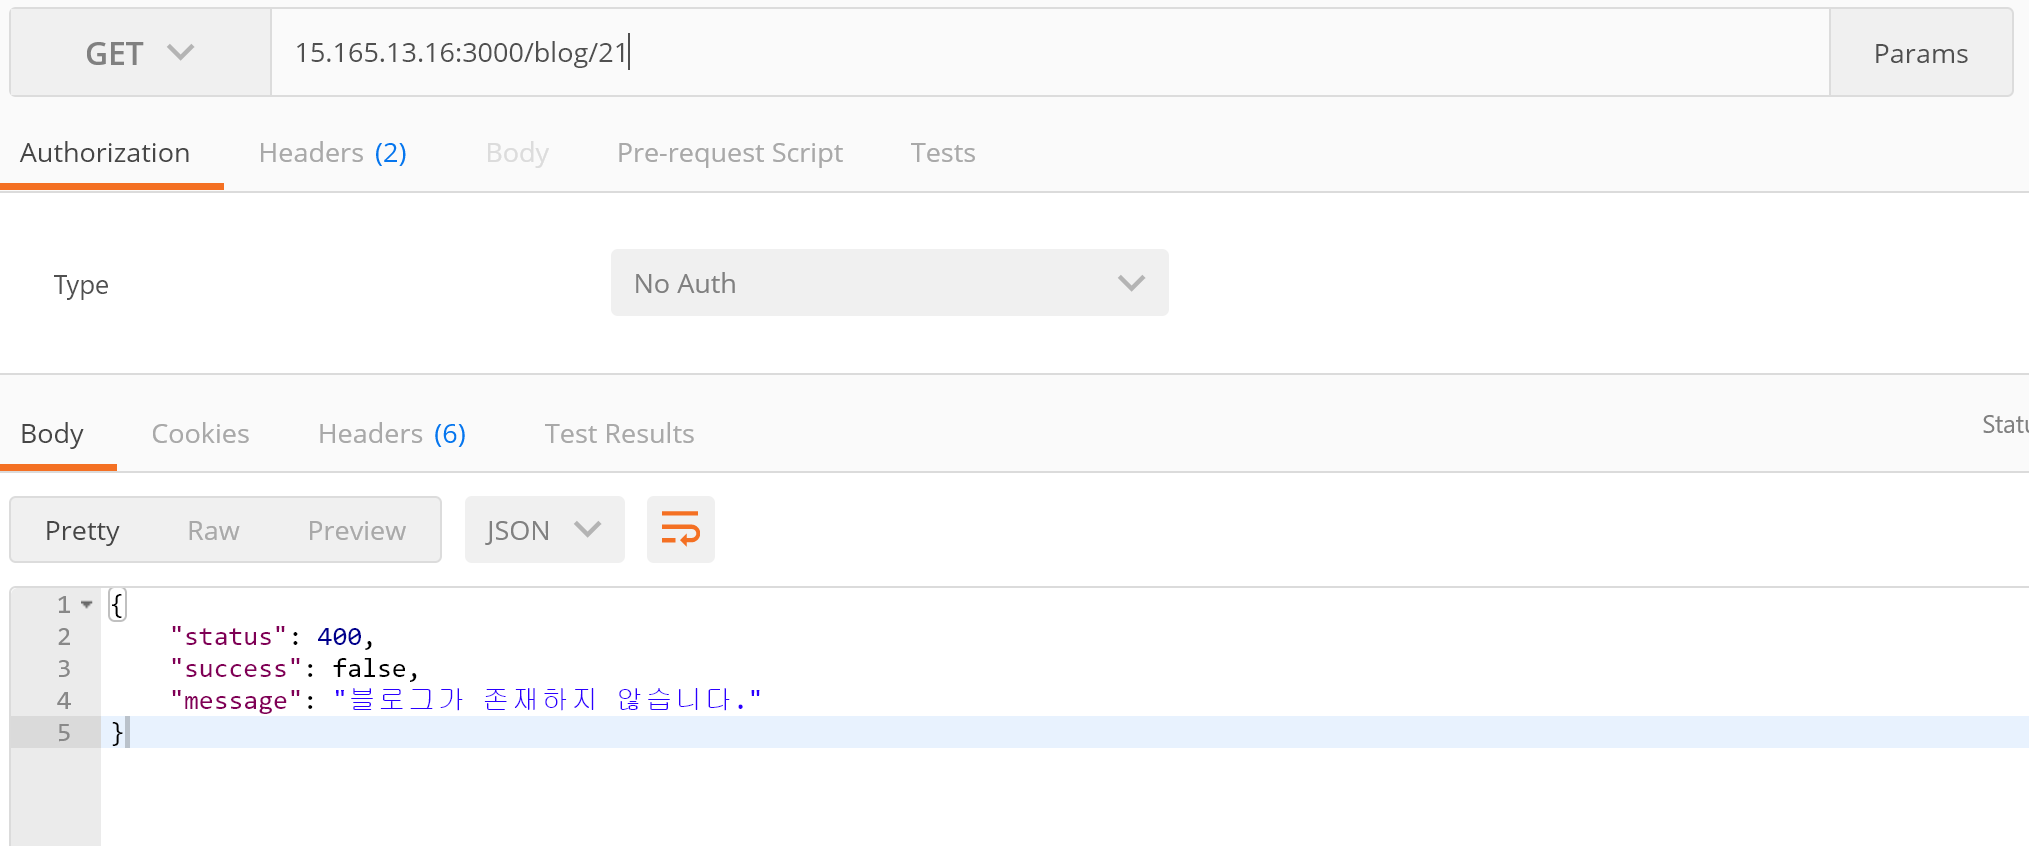 GET 15.165.13.16:3000/blog/21 Params
Authorization Headers (2) Body Pre-request Script Tests
Type No Auth
Body Cookies Headers (6) Test Results Statu
Pretty Raw Preview JSON
1 {
2 "status": 400,
3 "success": false,
4 "message": "블로그가 존재하지 않습니다."
5 }